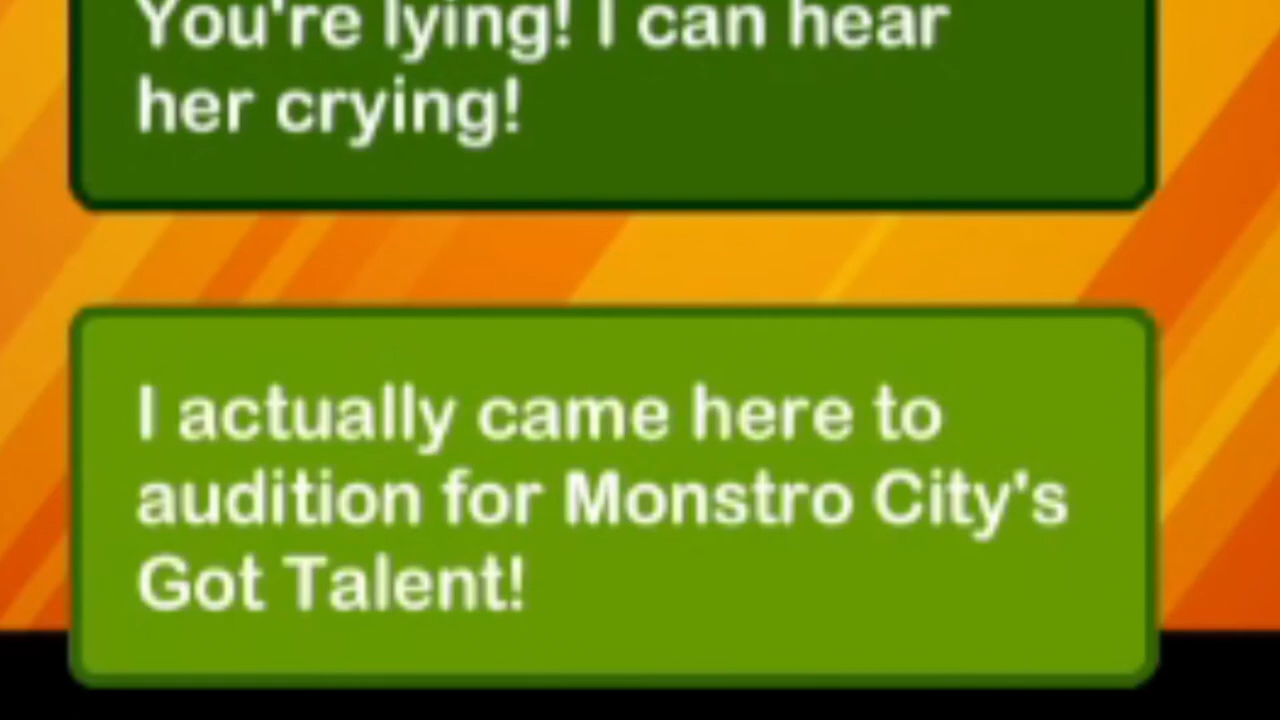 You're lying! I can hear
her crying!
I actually came here to
audition for Monstro City's
Got Talent!